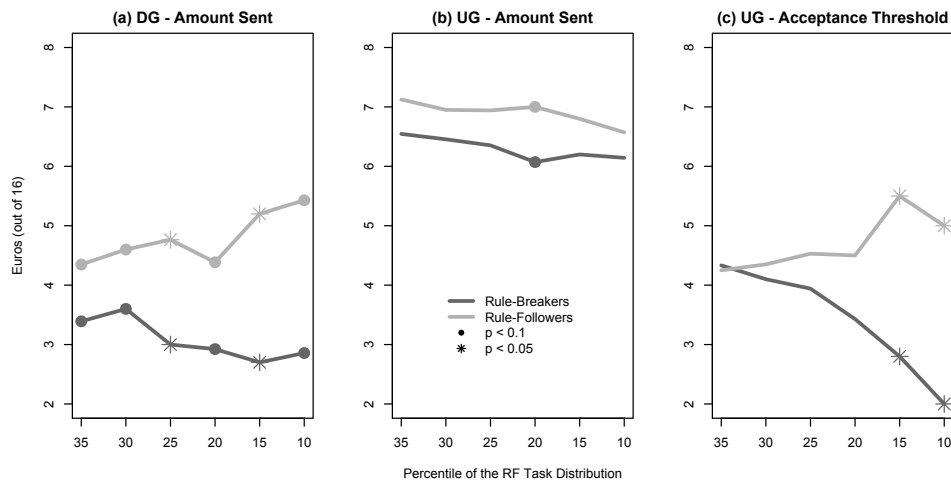 (a) DG - Amount Sent
(b) UG - Amount Sent
(c) UG - Acceptance Threshold
Euros (out of 16)
8
7
6
5
4
3
2
35 30 25 20 15 10
8
7
6
5
4
3
2
Rule-Breakers
Rule-Followers
p < 0.1
p < 0.05
35 30 25 20 15 10
8
7
6
5
4
3
2
35 30 25 20 15 10
Percentile of the RF Task Distribution